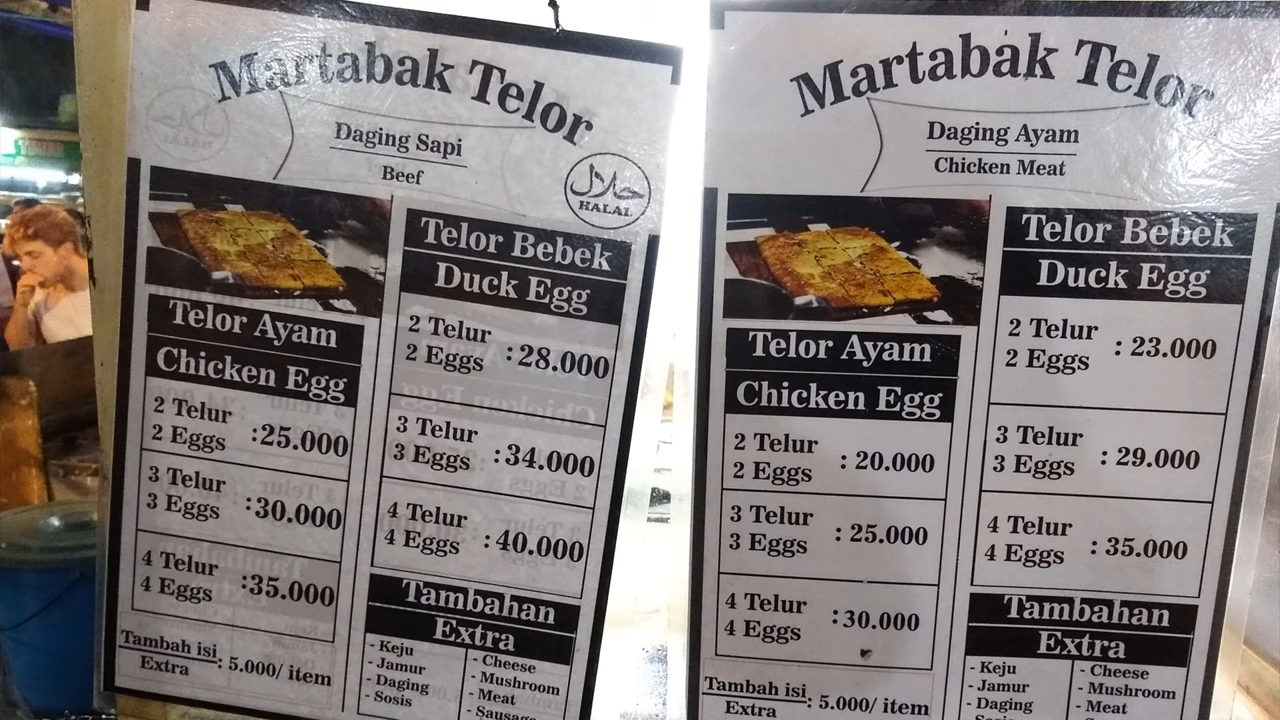 Martabak Telor
Daging Sapi
Beef
حلال
HALAL
Telor Ayam
Chicken Egg
2 Telur
2 Eggs :25.000
3 Telur
3 Eggs :30.000
4 Telur
4 Eggs :35.000
Tambah isi
Extra : 5.000/ item
Telor Bebek
Duck Egg
2 Telur
2 Eggs :28.000
3 Telur
3 Eggs :34.000
4 Telur
4 Eggs :40.000
Tambahan
Extra
- Keju
- Jamur
- Daging
- Sosis
- Cheese
- Mushroom
- Meat
- Sausage
Martabak Telor
Daging Ayam
Chicken Meat
Telor Ayam
Chicken Egg
2 Telur
2 Eggs : 20.000
3 Telur
3 Eggs : 25.000
4 Telur
4 Eggs :30.000
Tambah isi
Extra : 5.000/ item
Telor Bebek
Duck Egg
2 Telur
2 Eggs : 23.000
3 Telur
3 Eggs : 29.000
4 Telur
4 Eggs : 35.000
Tambahan
Extra
- Keju
- Jamur
- Daging
- Cheese
- Mushroom
- Meat